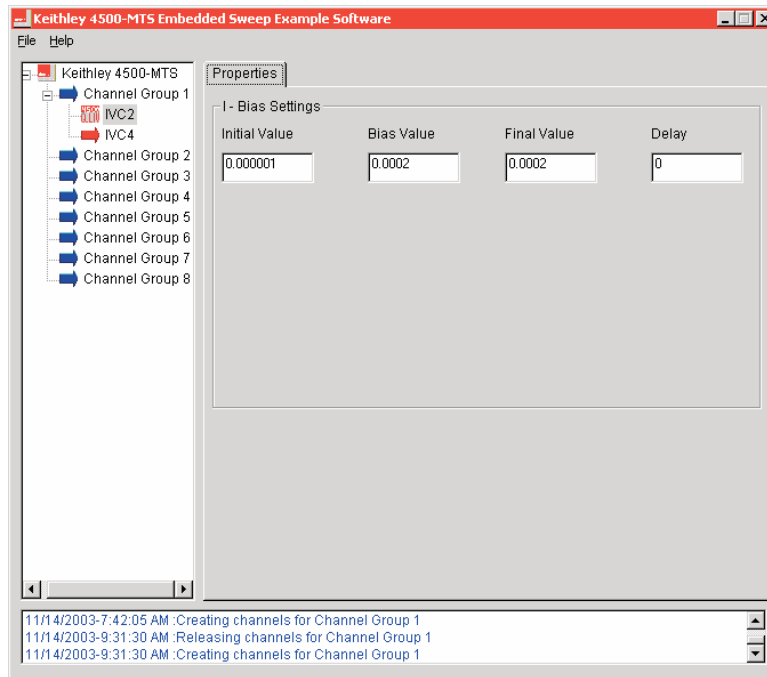 Keithley 4500-MTS Embedded Sweep Example Software
File Help
Keithley 4500-MTS
Channel Group 1
IVC2
IVC4
Channel Group 2
Channel Group 3
Channel Group 4
Channel Group 5
Channel Group 6
Channel Group 7
Channel Group 8
Properties
I - Bias Settings
Initial Value Bias Value Final Value Delay
0.000001 0.0002 0.0002 0
11/14/2003-7:42:05 AM :Creating channels for Channel Group 1
11/14/2003-9:31:30 AM :Releasing channels for Channel Group 1
11/14/2003-9:31:30 AM :Creating channels for Channel Group 1